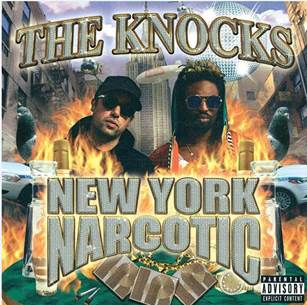 THE KNOCKS
NEW YORK
NARCOTIC
PARENTAL
ADVISORY
EXPLICIT CONTENT